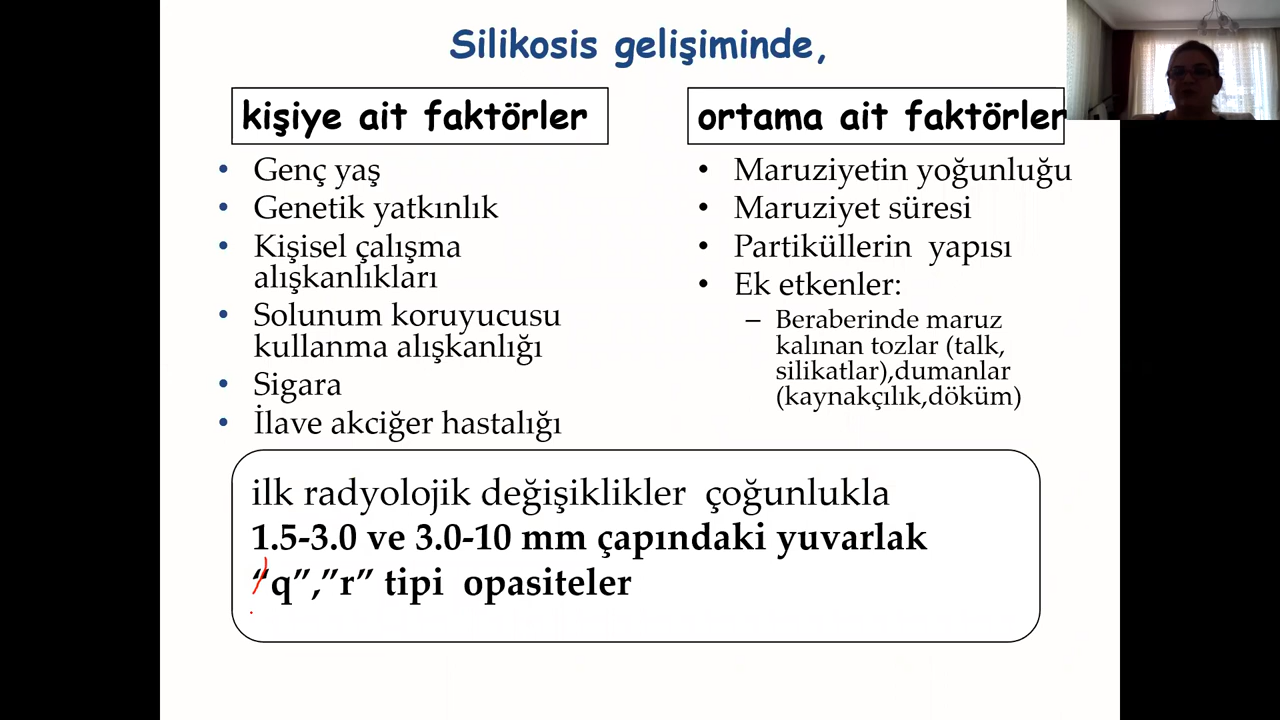 Silikosis gelişiminde,
kişiye ait faktörler
• Genç yaş
• Genetik yatkınlık
• Kişisel çalışma
alışkanlıkları
• Solunum koruyucusu
kullanma alışkanlığı
• Sigara
• İlave akciğer hastalığı
ortama ait faktörler
• Maruziyetin yoğunluğu
• Maruziyet süresi
• Partiküllerin  yapısı
• Ek etkenler:
– Beraberinde maruz
kalınan tozlar (talk,
silikatlar),dumanlar
(kaynakçılık,döküm)
ilk radyolojik değişiklikler  çoğunlukla
1.5-3.0 ve 3.0-10 mm çapındaki yuvarlak
“q”,”r” tipi  opasiteler